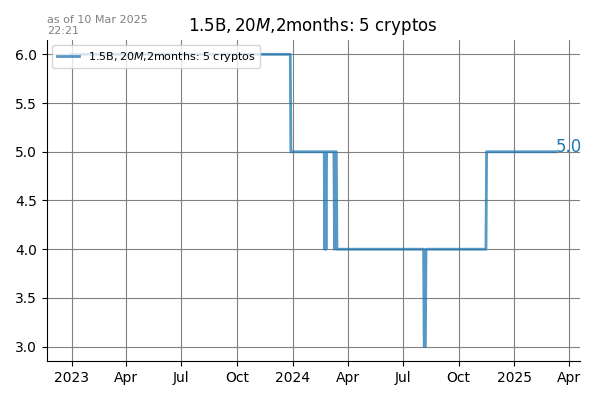 as of 10 Mar 2025
22:21
1.5B, 20M,2months: 5 cryptos
1.5B, 20M,2months: 5 cryptos
6.0
5.5
5.0
5.0
4.5
4.0
3.5
3.0
2023
Apr
Jul
Oct
2024
Apr
Jul
Oct
2025
Apr